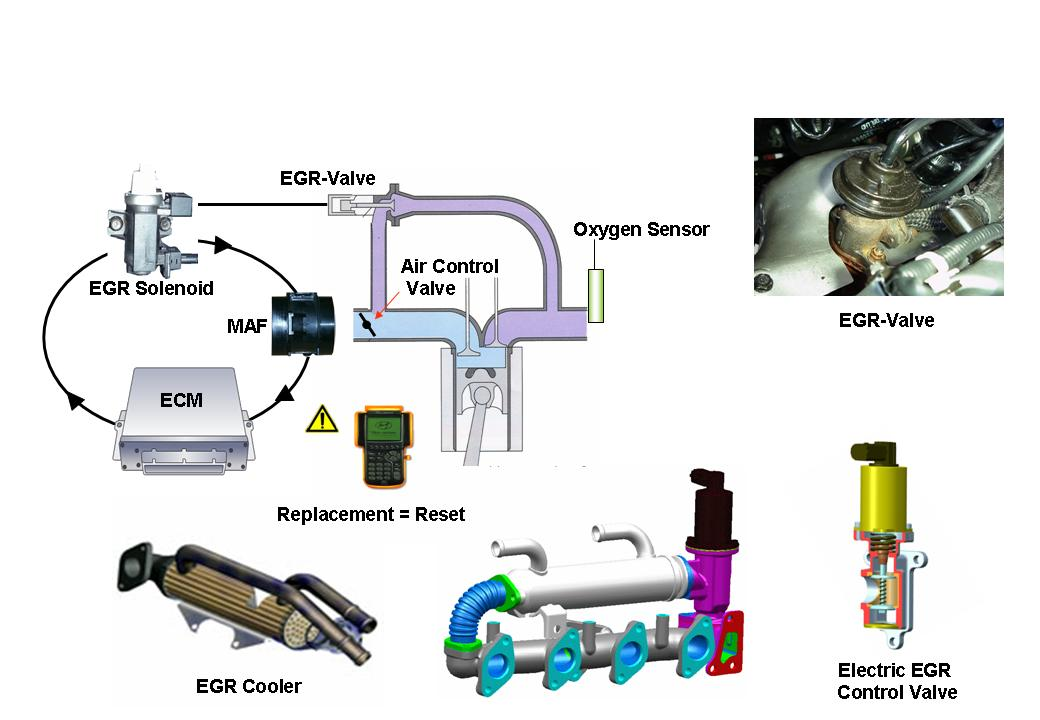 EGR-Valve
Oxygen Sensor
Air Control
Valve
EGR Solenoid
MAF
EGR-Valve
ECM
Replacement = Reset
EGR Cooler
Electric EGR
Control Valve